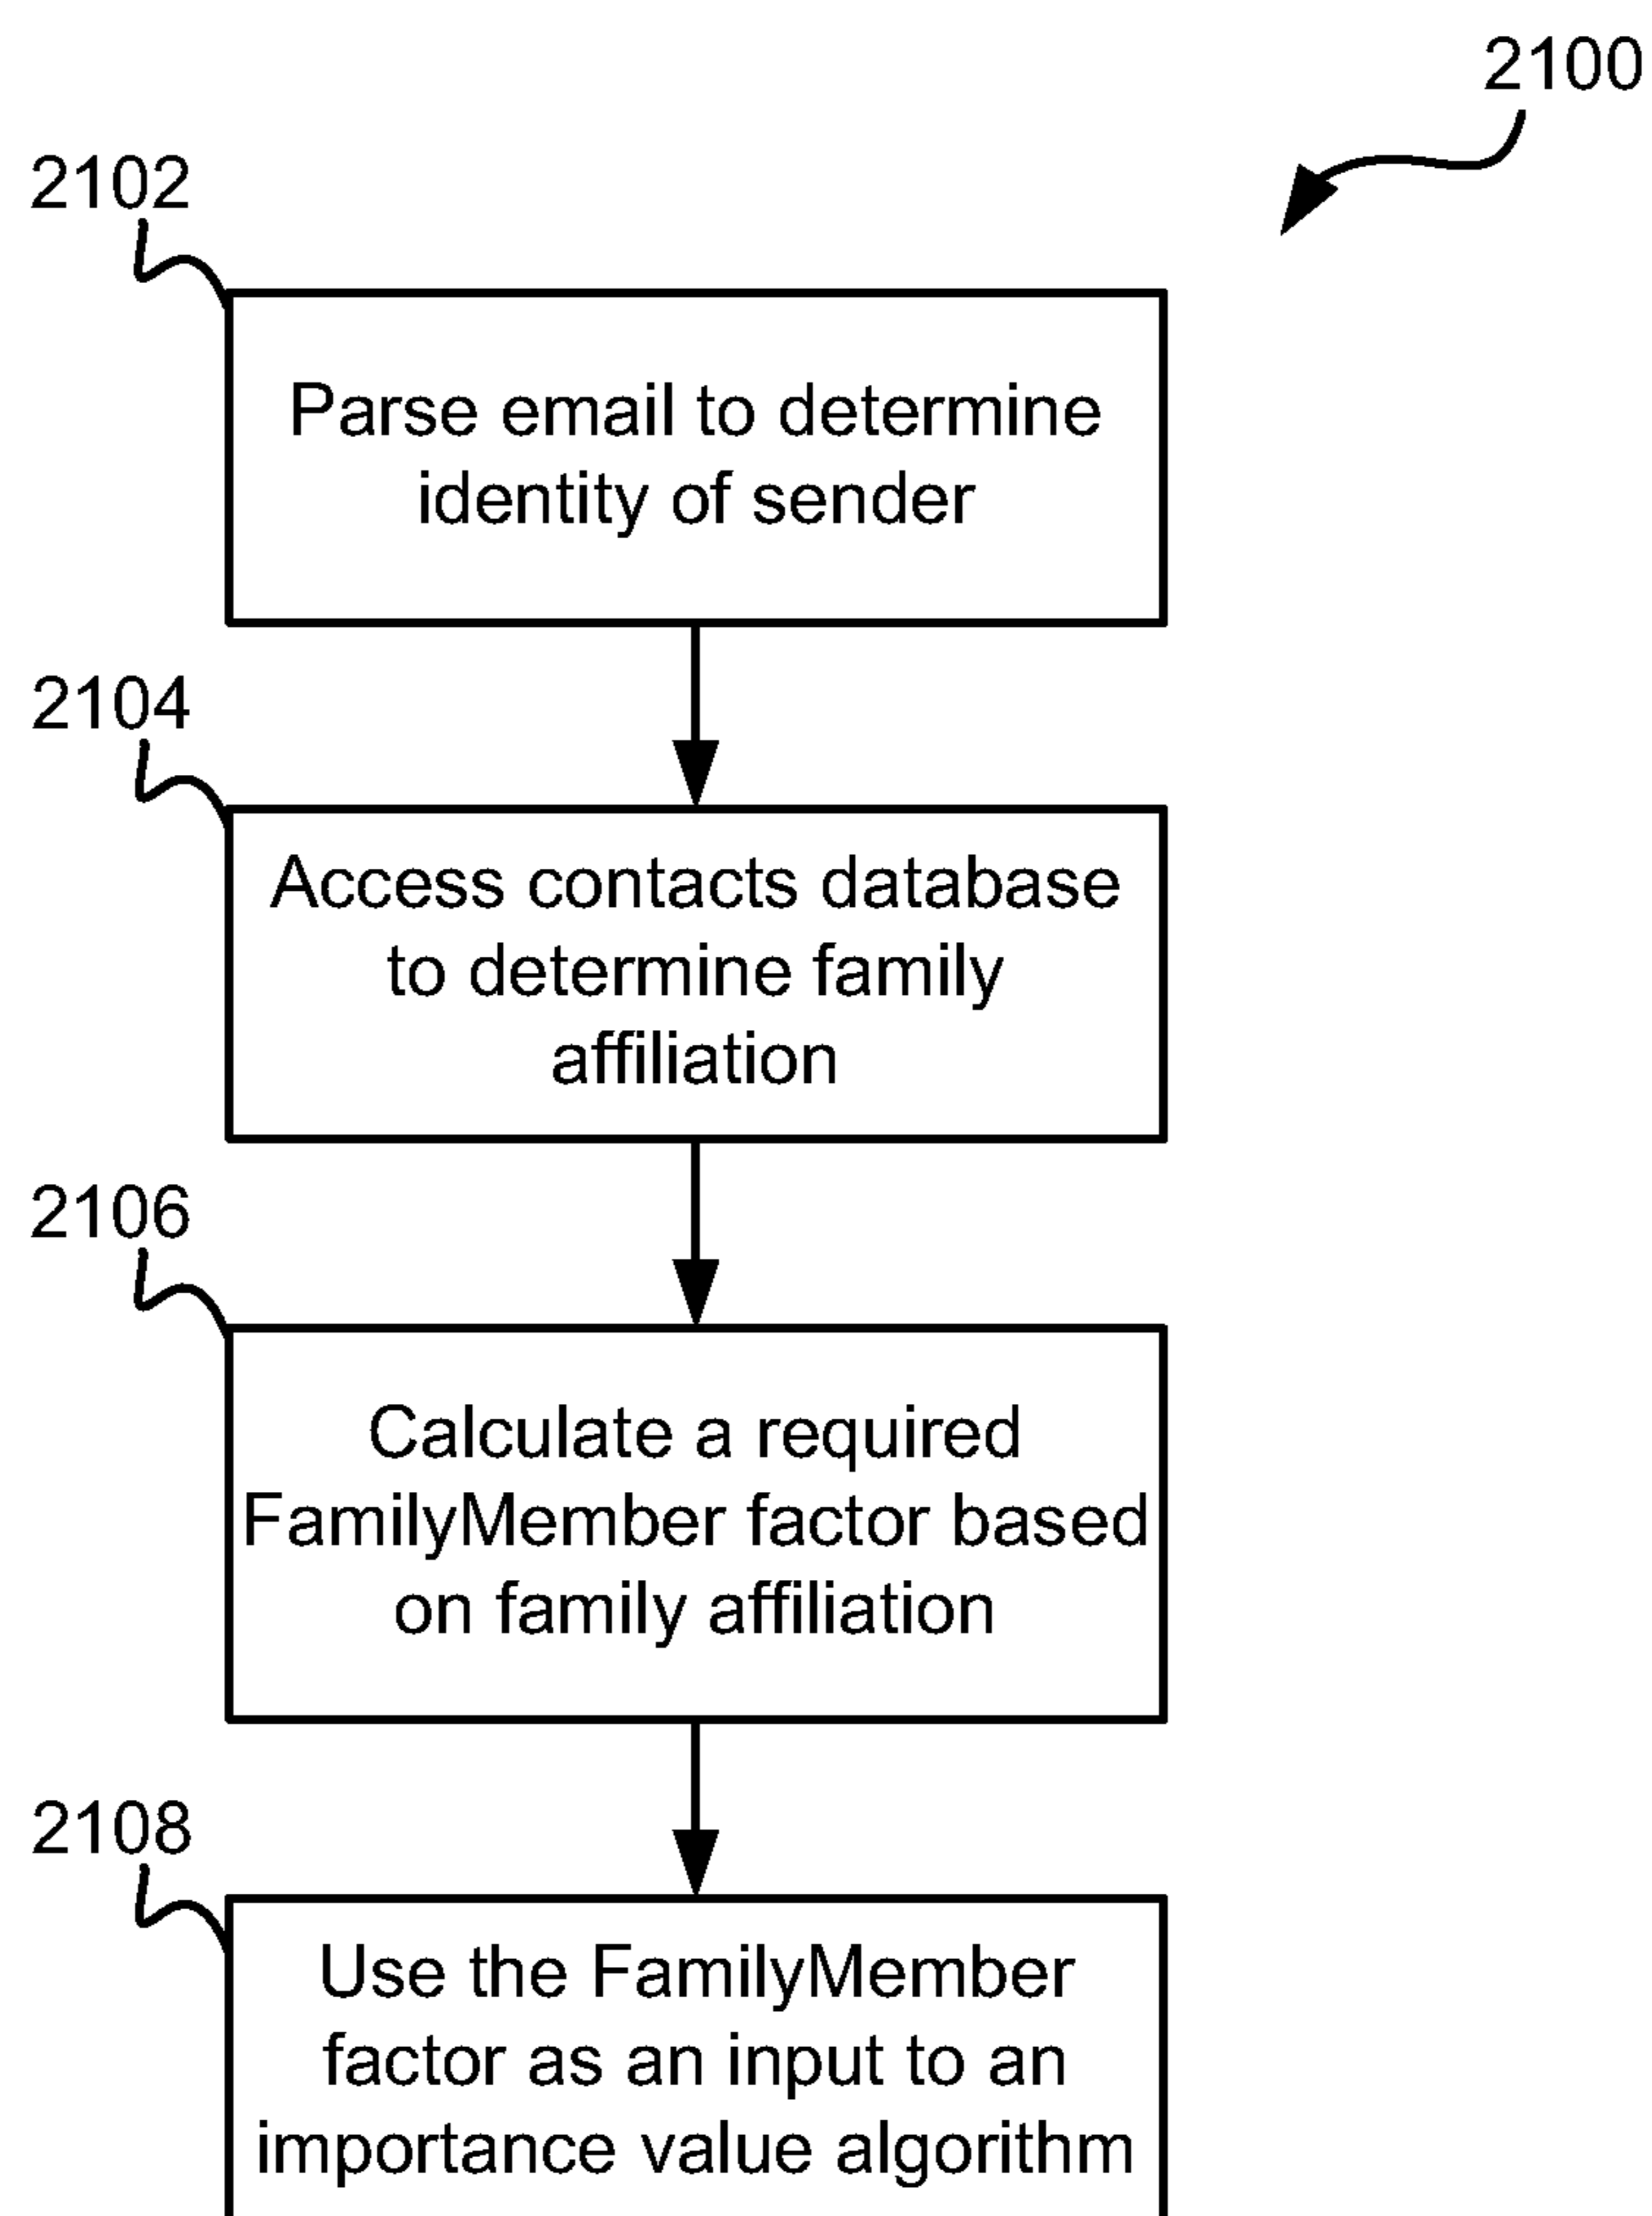 2100
2102
Parse email to determine
identity of sender
2104
Access contacts database
to determine family
affiliation
2106
Calculate a required
FamilyMember factor based
on family affiliation
2108
Use the FamilyMember
factor as an input to an
importance value algorithm